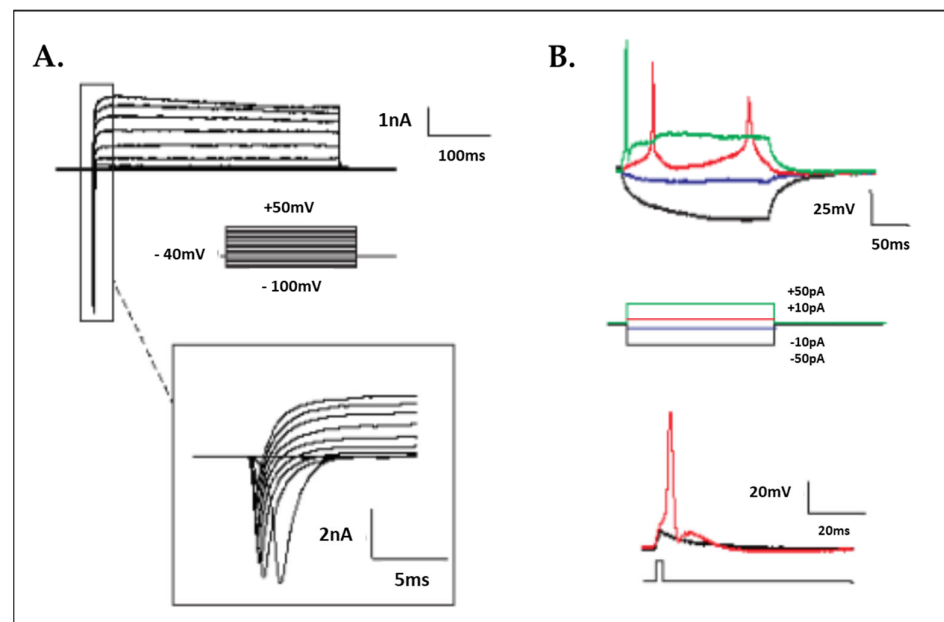 A.
1nA
100ms
+50mV
- 40mV
- 100mV
2nA
5ms
B.
25mV
50ms
+50pA
+10pA
-10pA
-50pA
20mV
20ms